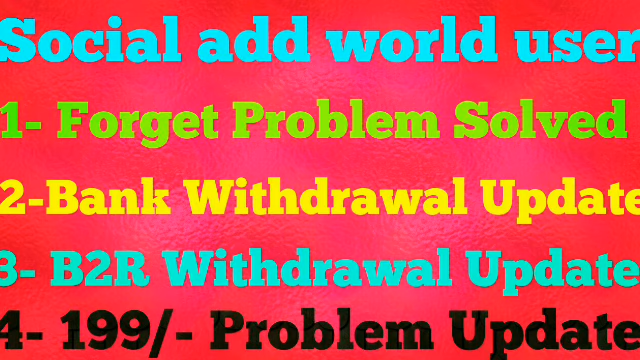 Social add world user
1- Forget Problem Solved
2-Bank Withdrawal Update
3- B2R Withdrawal Update
4- 199/- Problem Update